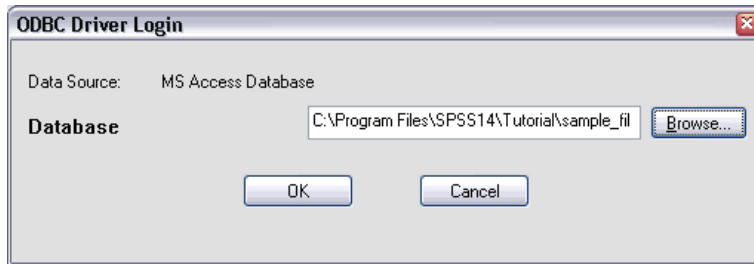 ODBC Driver Login
Data Source: MS Access Database
Database C:\Program Files\SPSS14\Tutorial\sample_fil Browse...
OK Cancel